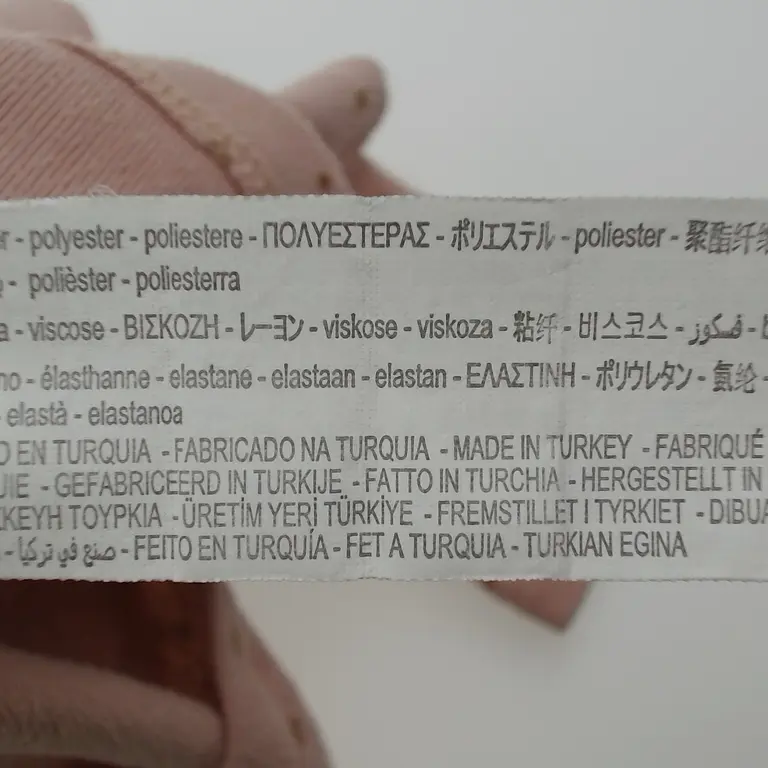 - polyester - poliestere - ΠΟΛΥΕΣΤΕΡΑΣ - ポリエステル - poliester - 聚酯纤
- polièster - poliesterra
- viscose - ΒΙΣΚΟΖΗ - レーヨン - viskose - viskoza - 粘纤 - 비스코스 - فسكوز -
- élasthanne - elastane - elastaan - elastan - ΕΛΑΣΤΙΝΗ - ポリウレタン - 氨纶 -
- elastà - elastanoa
EN TURQUIA - FABRICADO NA TURQUIA - MADE IN TURKEY - FABRIQUÉ
- GEFABRICEERD IN TURKIJE - FATTO IN TURCHIA - HERGESTELLT IN
ΤΟΥΡΚΙΑ - ÜRETİM YERİ TÜRKİYE - FREMSTILLET I TYRKIET -
- صنع في تركيا - FEITO EN TURQUÍA - FET A TURQUIA - TURKIAN EGINA